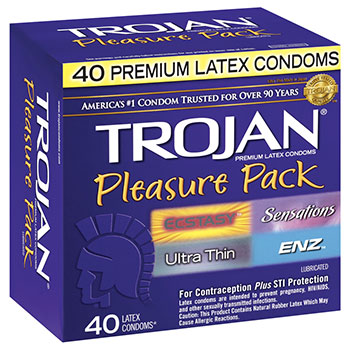 TROJAN®
Pleasure Pack
40 PREMIUM LATEX CONDOMS
AMERICA'S #1 CONDOM TRUSTED FOR OVER 90 YEARS
TROJAN®
PREMIUM LATEX CONDOMS
TROJAN
Pleasure Pack
ECSTASY
Sensations
Ultra Thin
ENZ™
LUBRICATED
For Contraception Plus STI Protection
Latex condoms are intended to prevent pregnancy, HIV/AIDS,
and other sexually transmitted infections.
Caution: This Product Contains Natural Rubber Latex Which May
Cause Allergic Reactions.
40 LATEX
CONDOMS